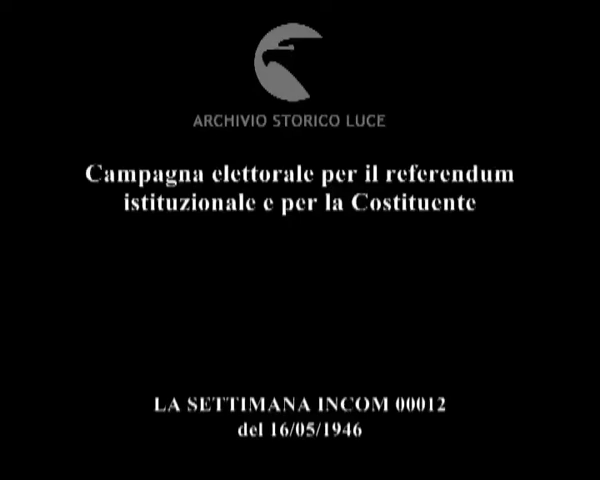 ARCHIVIO STORICO LUCE
Campagna elettorale per il referendum
istituzionale e per la Costituente
LA SETTIMANA INCOM 00012
del 16/05/1946